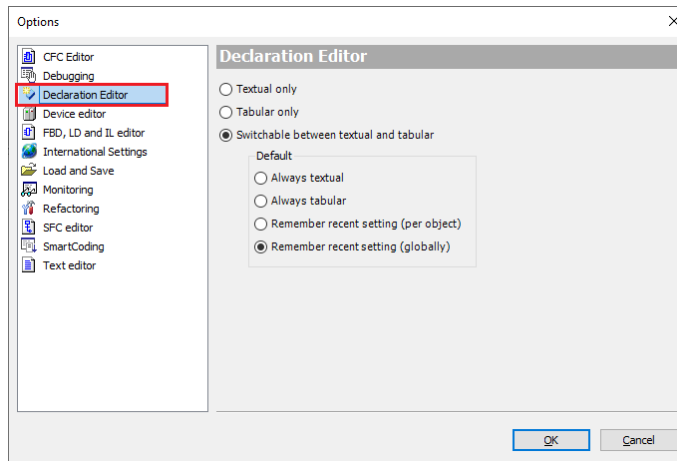 Options
CFC Editor
Debugging
Declaration Editor
Device editor
FBD, LD and IL editor
International Settings
Load and Save
Monitoring
Refactoring
SFC editor
SmartCoding
Text editor
Declaration Editor
Textual only
Tabular only
Switchable between textual and tabular
Default
Always textual
Always tabular
Remember recent setting (per object)
Remember recent setting (globally)
OK
Cancel